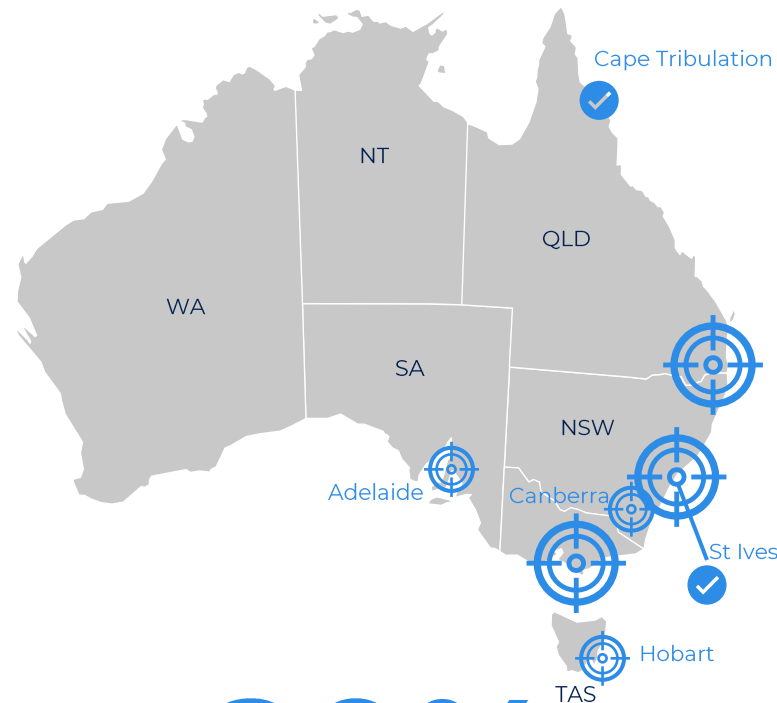 Cape Tribulation
NT
QLD
WA
SA
NSW
Adelaide
Canberra
St Ives
Hobart
TAS